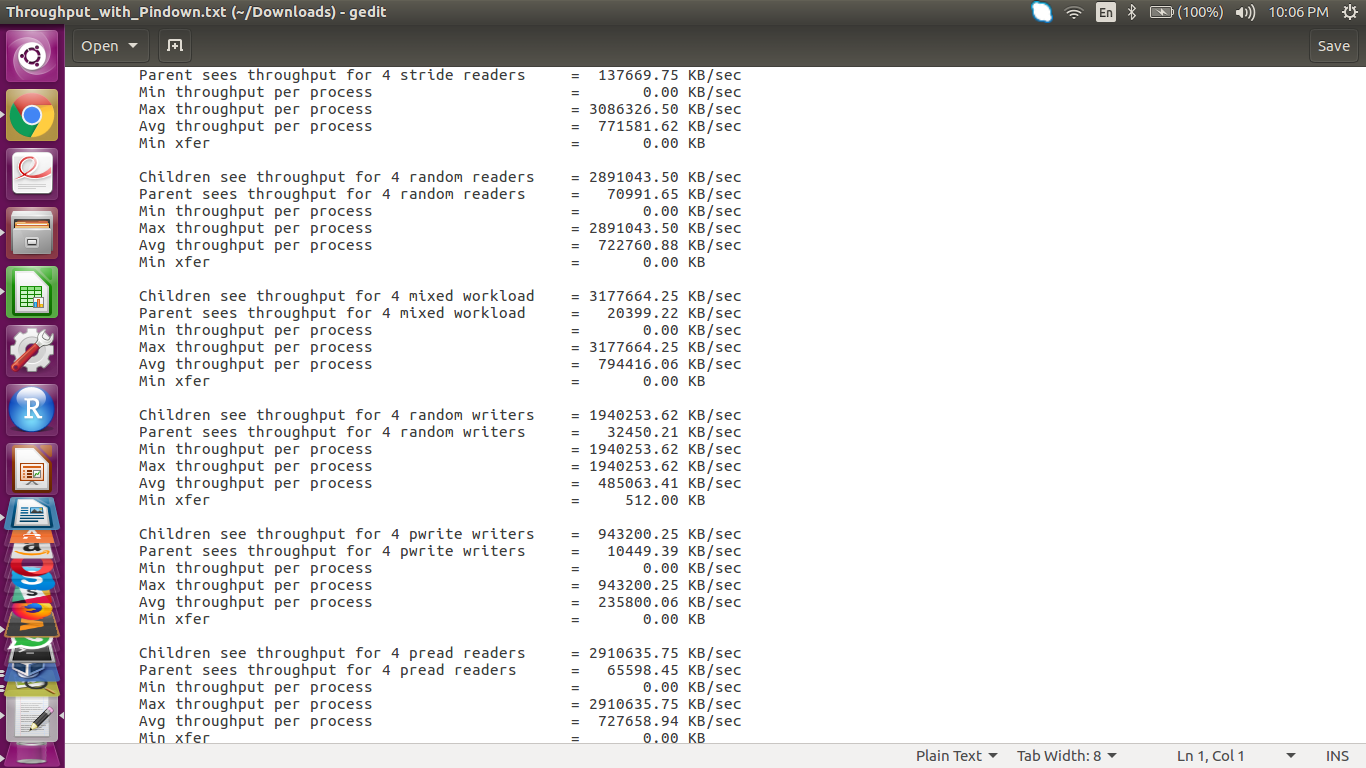 Throughput_with_Pindown.txt (~/Downloads) - gedit
En (100%) 10:06 PM
Open Save
Parent sees throughput for 4 stride readers = 137669.75 KB/sec
Min throughput per process = 0.00 KB/sec
Max throughput per process = 3086326.50 KB/sec
Avg throughput per process = 771581.62 KB/sec
Min xfer = 0.00 KB
Children see throughput for 4 random readers = 2891043.50 KB/sec
Parent sees throughput for 4 random readers = 70991.65 KB/sec
Min throughput per process = 0.00 KB/sec
Max throughput per process = 2891043.50 KB/sec
Avg throughput per process = 722760.88 KB/sec
Min xfer = 0.00 KB
Children see throughput for 4 mixed workload = 3177664.25 KB/sec
Parent sees throughput for 4 mixed workload = 20399.22 KB/sec
Min throughput per process = 0.00 KB/sec
Max throughput per process = 3177664.25 KB/sec
Avg throughput per process = 794416.06 KB/sec
Min xfer = 0.00 KB
Children see throughput for 4 random writers = 1940253.62 KB/sec
Parent sees throughput for 4 random writers = 32450.21 KB/sec
Min throughput per process = 1940253.62 KB/sec
Max throughput per process = 1940253.62 KB/sec
Avg throughput per process = 485063.41 KB/sec
Min xfer = 512.00 KB
Children see throughput for 4 pwrite writers = 943200.25 KB/sec
Parent sees throughput for 4 pwrite writers = 10449.39 KB/sec
Min throughput per process = 0.00 KB/sec
Max throughput per process = 943200.25 KB/sec
Avg throughput per process = 235800.06 KB/sec
Min xfer = 0.00 KB
Children see throughput for 4 pread readers = 2910635.75 KB/sec
Parent sees throughput for 4 pread readers = 65598.45 KB/sec
Min throughput per process = 0.00 KB/sec
Max throughput per process = 2910635.75 KB/sec
Avg throughput per process = 727658.94 KB/sec
Min xfer = 0.00 KB
Plain Text Tab Width: 8 Ln 1, Col 1 INS
R
a